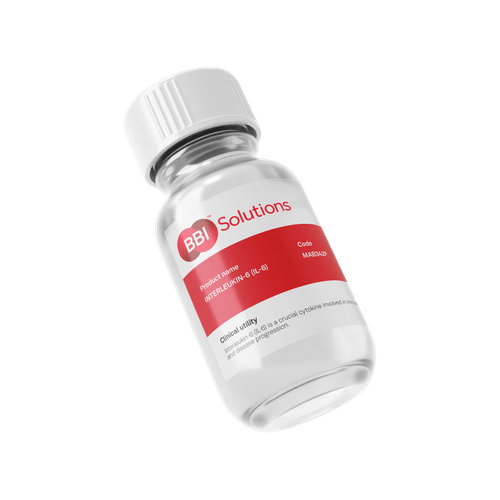 BBI Solutions
Product name
INTERLEUKIN-6 (IL-6)
Code
Clinical utility
Interleukin-6 (IL-6) is a crucial cytokine involved in
and disease progression.